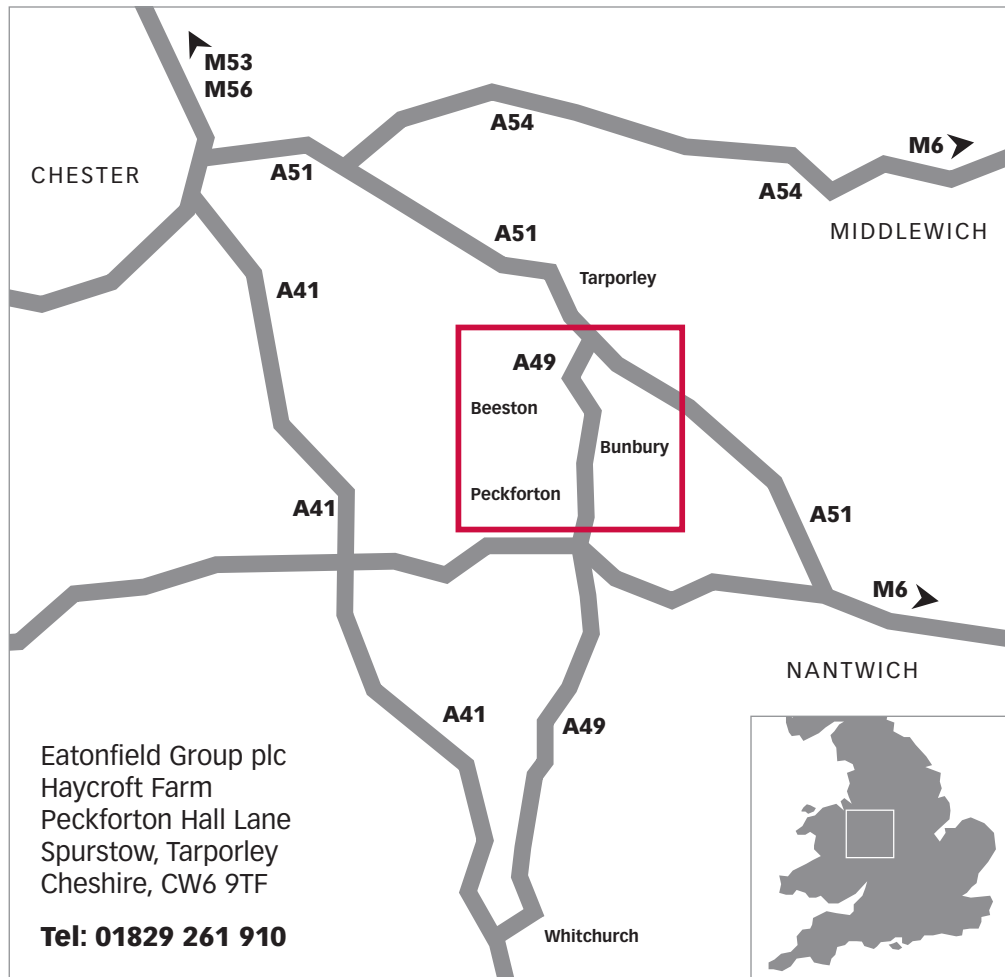 M53
M56
A54
M6
CHESTER
A51
A54
MIDDLEWICH
A51
Tarporley
A41
A49
Beeston
Bunbury
Peckforton
A41
A51
M6
NANTWICH
A41
A49
Eatonfield Group plc
Haycroft Farm
Peckforton Hall Lane
Spurstow, Tarporley
Cheshire, CW6 9TF
Tel: 01829 261 910
Whitchurch